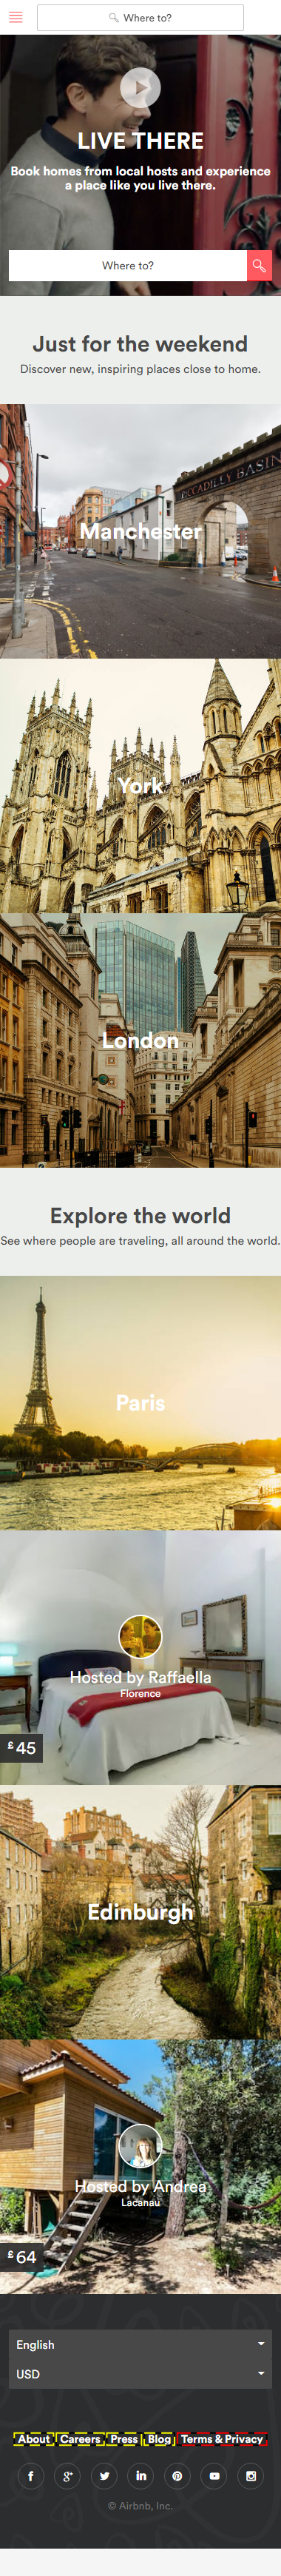 Where to?
LIVE THERE
Book homes from local hosts and experience
a place like you live there.
Where to?
Just for the weekend
Discover new, inspiring places close to home.
PICCADILLY BASIN
Manchester
York
London
Explore the world
See where people are traveling, all around the world.
Paris
Hosted by Raffaella
Florence
£45
Edinburgh
Hosted by Andrea
Lacanau
£64
English
USD
About Careers Press Blog Terms & Privacy
© Airbnb, Inc.